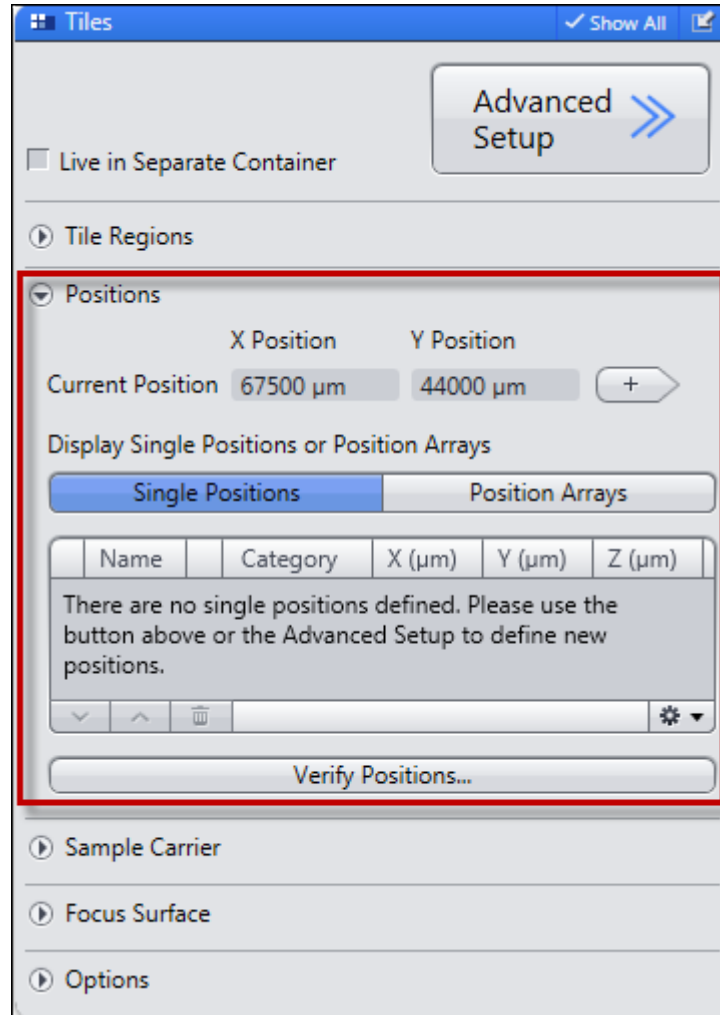 Tiles
Show All
Advanced
Setup
Live in Separate Container
Tile Regions
Positions
X Position Y Position
Current Position 67500 µm 44000 µm +
Display Single Positions or Position Arrays
Single Positions Position Arrays
Name Category X (µm) Y (µm) Z (µm)
There are no single positions defined. Please use the
button above or the Advanced Setup to define new
positions.
Verify Positions...
Sample Carrier
Focus Surface
Options